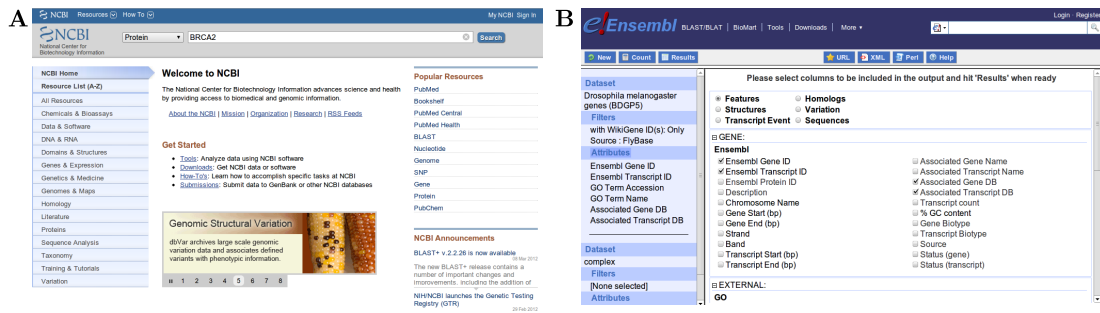 A
NCBI Resources How To My NCBI Sign In
NCBI
National Center for
Biotechnology Information
Protein BRCA2 Search
NCBI Home
Resource List (A-Z)
All Resources
Chemicals & Bioassays
Data & Software
DNA & RNA
Domains & Structures
Genes & Expression
Genetics & Medicine
Genomes & Maps
Homology
Literature
Proteins
Sequence Analysis
Taxonomy
Training & Tutorials
Variation
Welcome to NCBI
The National Center for Biotechnology Information advances science and health
by providing access to biomedical and genomic information.
About the NCBI | Mission | Organization | Research | RSS Feeds
Get Started
Tools: Analyze data using NCBI software
Downloads: Get NCBI data or software
How-To's: Learn how to accomplish specific tasks at NCBI
Submissions: Submit data to GenBank or other NCBI databases
Genomic Structural Variation
dbVar archives large scale genomic
variation data and associates defined
variants with phenotypic information.
1 2 3 4 5 6 7 8
Popular Resources
PubMed
Bookshelf
PubMed Central
PubMed Health
BLAST
Nucleotide
Genome
SNP
Gene
Protein
PubChem
NCBI Announcements
BLAST+ v.2.2.26 is now available
08 Mar 2012
The new BLAST+ release contains a
number of important changes and
improvements, including the addition of
NIH/NCBI launches the Genetic Testing
Registry (GTR)
29 Feb 2012
B
Login · Register
e!Ensembl BLAST/BLAT | BioMart | Tools | Downloads | More
New Count Results URL XML Perl Help
Dataset
Drosophila melanogaster
genes (BDGP5)
Filters
with WikiGene ID(s): Only
Source : FlyBase
Attributes
Ensembl Gene ID
Ensembl Transcript ID
GO Term Accession
GO Term Name
Associated Gene DB
Associated Transcript DB
Dataset
complex
Filters
[None selected]
Attributes
Please select columns to be included in the output and hit 'Results' when ready
Features Homologs
Structures Variation
Transcript Event Sequences
GENE:
Ensembl
Ensembl Gene ID
Ensembl Transcript ID
Ensembl Protein ID
Description
Chromosome Name
Gene Start (bp)
Gene End (bp)
Strand
Band
Transcript Start (bp)
Transcript End (bp)
Associated Gene Name
Associated Transcript Name
Associated Gene DB
Associated Transcript DB
Transcript count
% GC content
Gene Biotype
Transcript Biotype
Source
Status (gene)
Status (transcript)
EXTERNAL:
GO